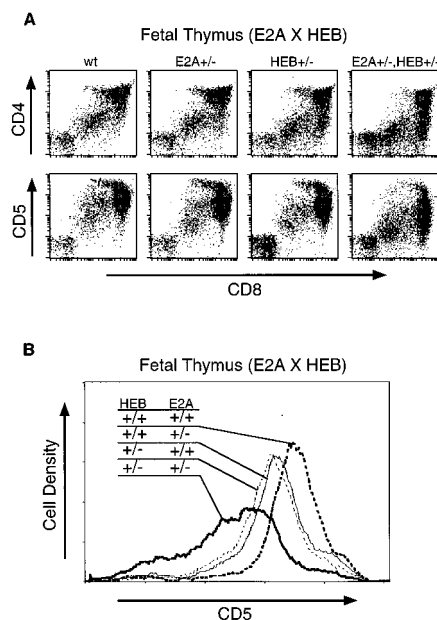 A
Fetal Thymus (E2A X HEB)
wt E2A+/- HEB+/- E2A+/-,HEB+/-
CD4
CD5
CD8
B
Fetal Thymus (E2A X HEB)
HEB E2A
+/+ +/+
+/+ +/-
+/- +/+
+/- +/-
Cell Density
CD5